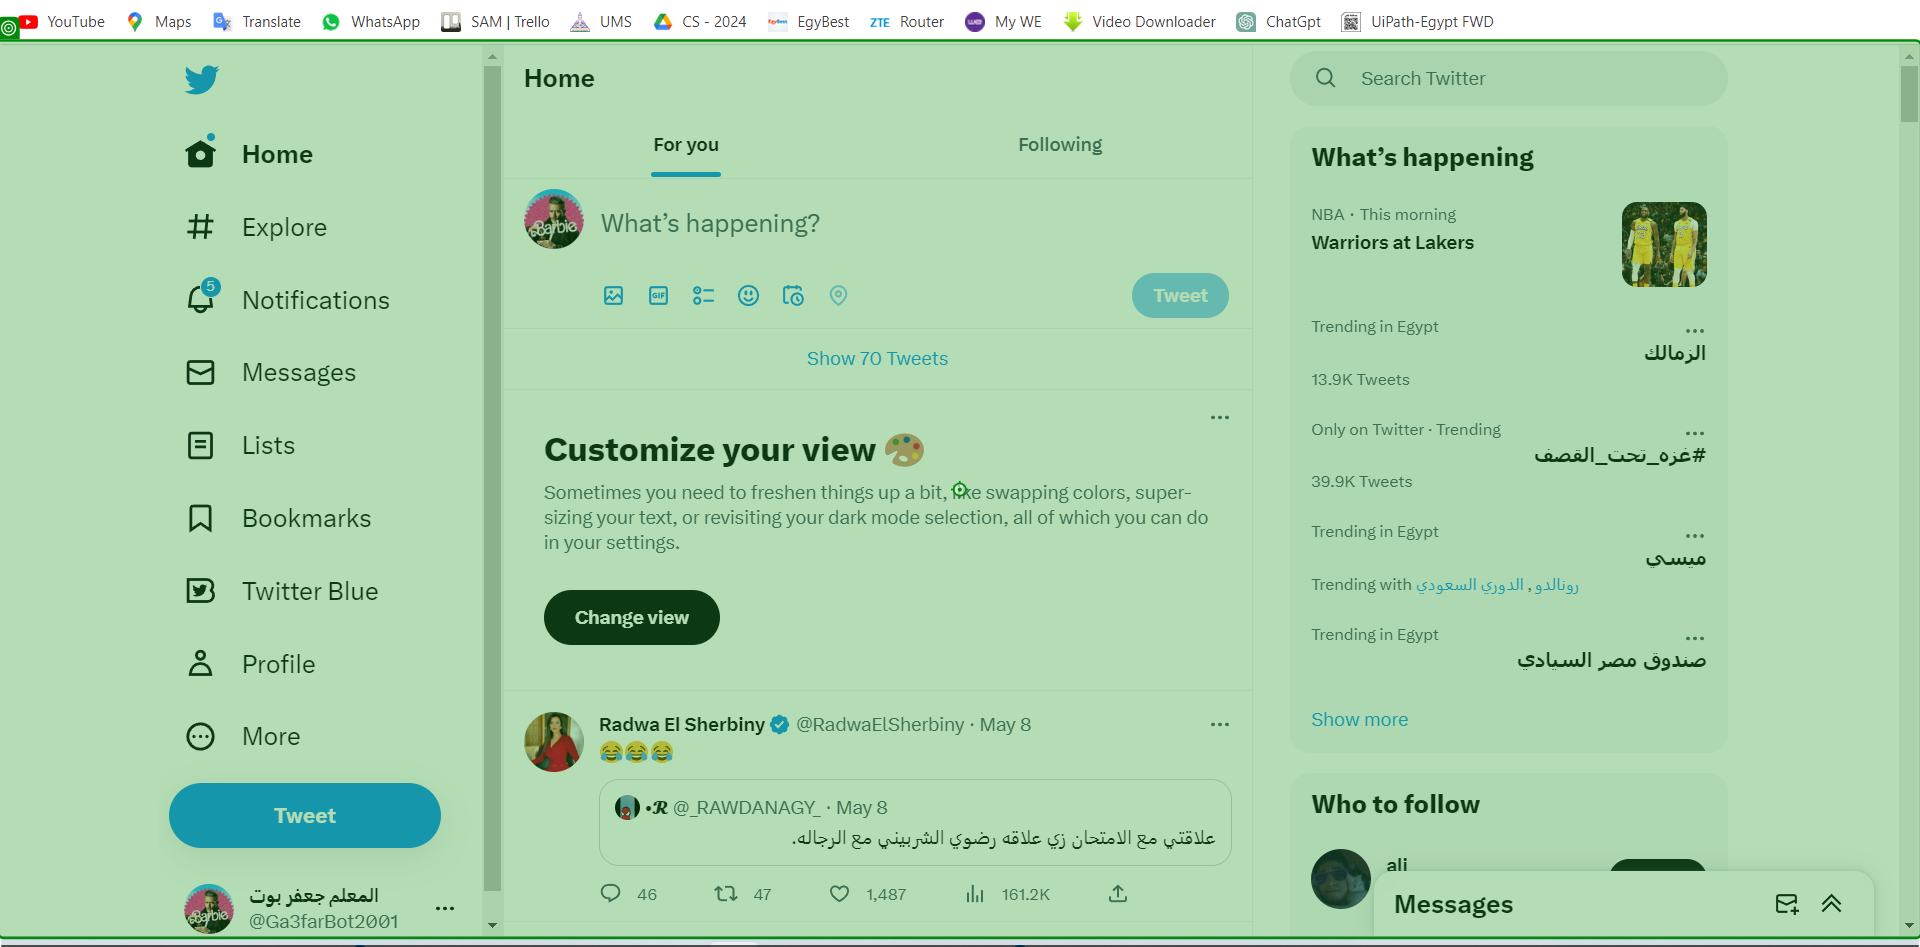 YouTube
Maps
Translate
WhatsApp
SAM | Trello
UMS
CS - 2024
EgyBest
ZTE Router
My WE
Video Downloader
ChatGpt
UiPath-Egypt FWD
Home
Explore
5
Notifications
Messages
Lists
Bookmarks
Twitter Blue
Profile
More
Tweet
المعلم جعفر بوت
@Ga3farBot2001
Home
For you
Following
Barbie
What's happening?
GIF
Tweet
Show 70 Tweets
Customize your view
Sometimes you need to freshen things up a bit, like swapping colors, super-
sizing your text, or revisiting your dark mode selection, all of which you can do
in your settings.
Change view
Radwa El Sherbiny @RadwaElSherbiny · May 8
😂😂😂
•𝓡 @_RAWDANAGY_ · May 8
علاقتي مع الامتحان زي علاقه رضوي الشربيني مع الرجاله.
46
47
1,487
161.2K
Search Twitter
What's happening
NBA · This morning
Warriors at Lakers
Trending in Egypt
الزمالك
13.9K Tweets
Only on Twitter · Trending
#غزه_تحت_القصف
39.9K Tweets
Trending in Egypt
ميسي
Trending with رونالدو , الدوري السعودي
Trending in Egypt
صندوق مصر السيادي
Show more
Who to follow
ali
Messages